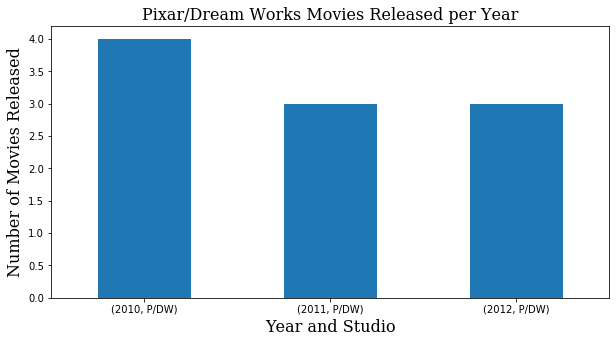 Pixar/Dream Works Movies Released per Year
Number of Movies Released
4.0
3.5
3.0
2.5
2.0
1.5
1.0
0.5
0.0
(2010, P/DW)
(2011, P/DW)
(2012, P/DW)
Year and Studio